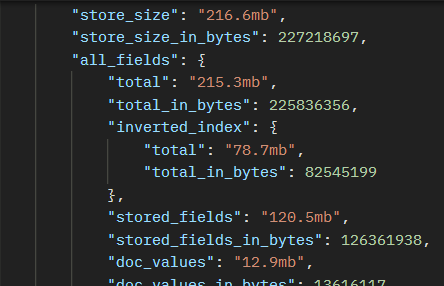 "store_size": "216.6mb",
"store_size_in_bytes": 227218697,
"all_fields": {
"total": "215.3mb",
"total_in_bytes": 225836356,
"inverted_index": {
"total": "78.7mb",
"total_in_bytes": 82545199
},
"stored_fields": "120.5mb",
"stored_fields_in_bytes": 126361938,
"doc_values": "12.9mb",
"doc_values_in_bytes": 13616117